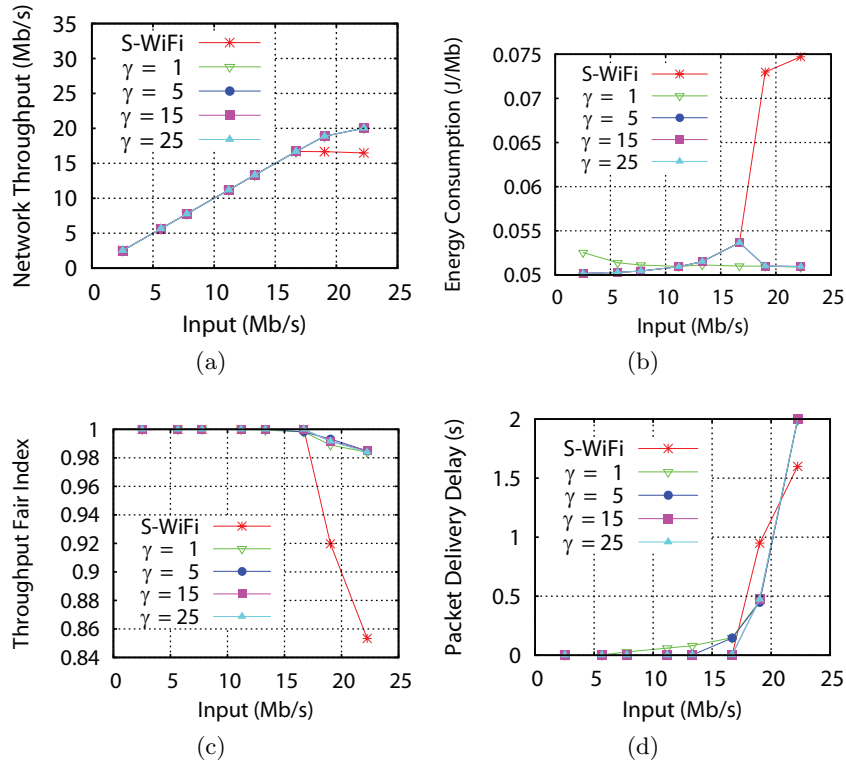 Network Throughput (Mb/s)
35
30
25
20
15
10
5
0
S-WiFi
γ = 1
γ = 5
γ = 15
γ = 25
0 5 10 15 20 25
Input (Mb/s)
(a)
Energy Consumption (J/Mb)
0.075
0.07
0.065
0.06
0.055
0.05
S-WiFi
γ = 1
γ = 5
γ = 15
γ = 25
0 5 10 15 20 25
Input (Mb/s)
(b)
Throughput Fair Index
1
0.98
0.96
0.94
0.92
0.9
0.88
0.86
0.84
S-WiFi
γ = 1
γ = 5
γ = 15
γ = 25
0 5 10 15 20 25
Input (Mb/s)
(c)
Packet Delivery Delay (s)
2
1.5
1
0.5
0
S-WiFi
γ = 1
γ = 5
γ = 15
γ = 25
0 5 10 15 20 25
Input (Mb/s)
(d)